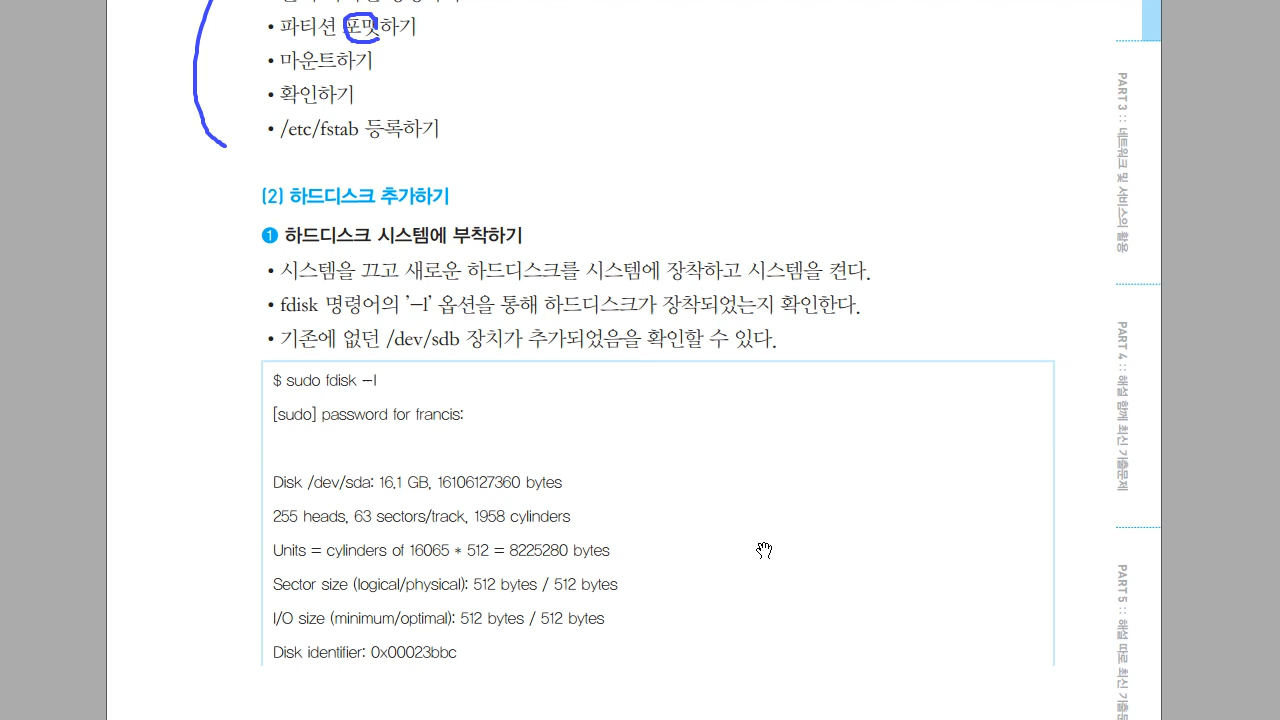 • 파티션 포맷하기
• 마운트하기
• 확인하기
• /etc/fstab 등록하기
(2) 하드디스크 추가하기
❶ 하드디스크 시스템에 부착하기
• 시스템을 끄고 새로운 하드디스크를 시스템에 장착하고 시스템을 켠다.
• fdisk 명령어의 '–l' 옵션을 통해 하드디스크가 장착되었는지 확인한다.
• 기존에 없던 /dev/sdb 장치가 추가되었음을 확인할 수 있다.
$ sudo fdisk –l
[sudo] password for francis:
Disk /dev/sda: 16.1 GB, 16106127360 bytes
255 heads, 63 sectors/track, 1958 cylinders
Units = cylinders of 16065 * 512 = 8225280 bytes
Sector size (logical/physical): 512 bytes / 512 bytes
I/O size (minimum/optimal): 512 bytes / 512 bytes
Disk identifier:
PART 3 :: 네트워크 및 서비스의 활용
PART 4 :: 해설 함께 최신 기출문제
PART 5 :: 해설 따로 최신